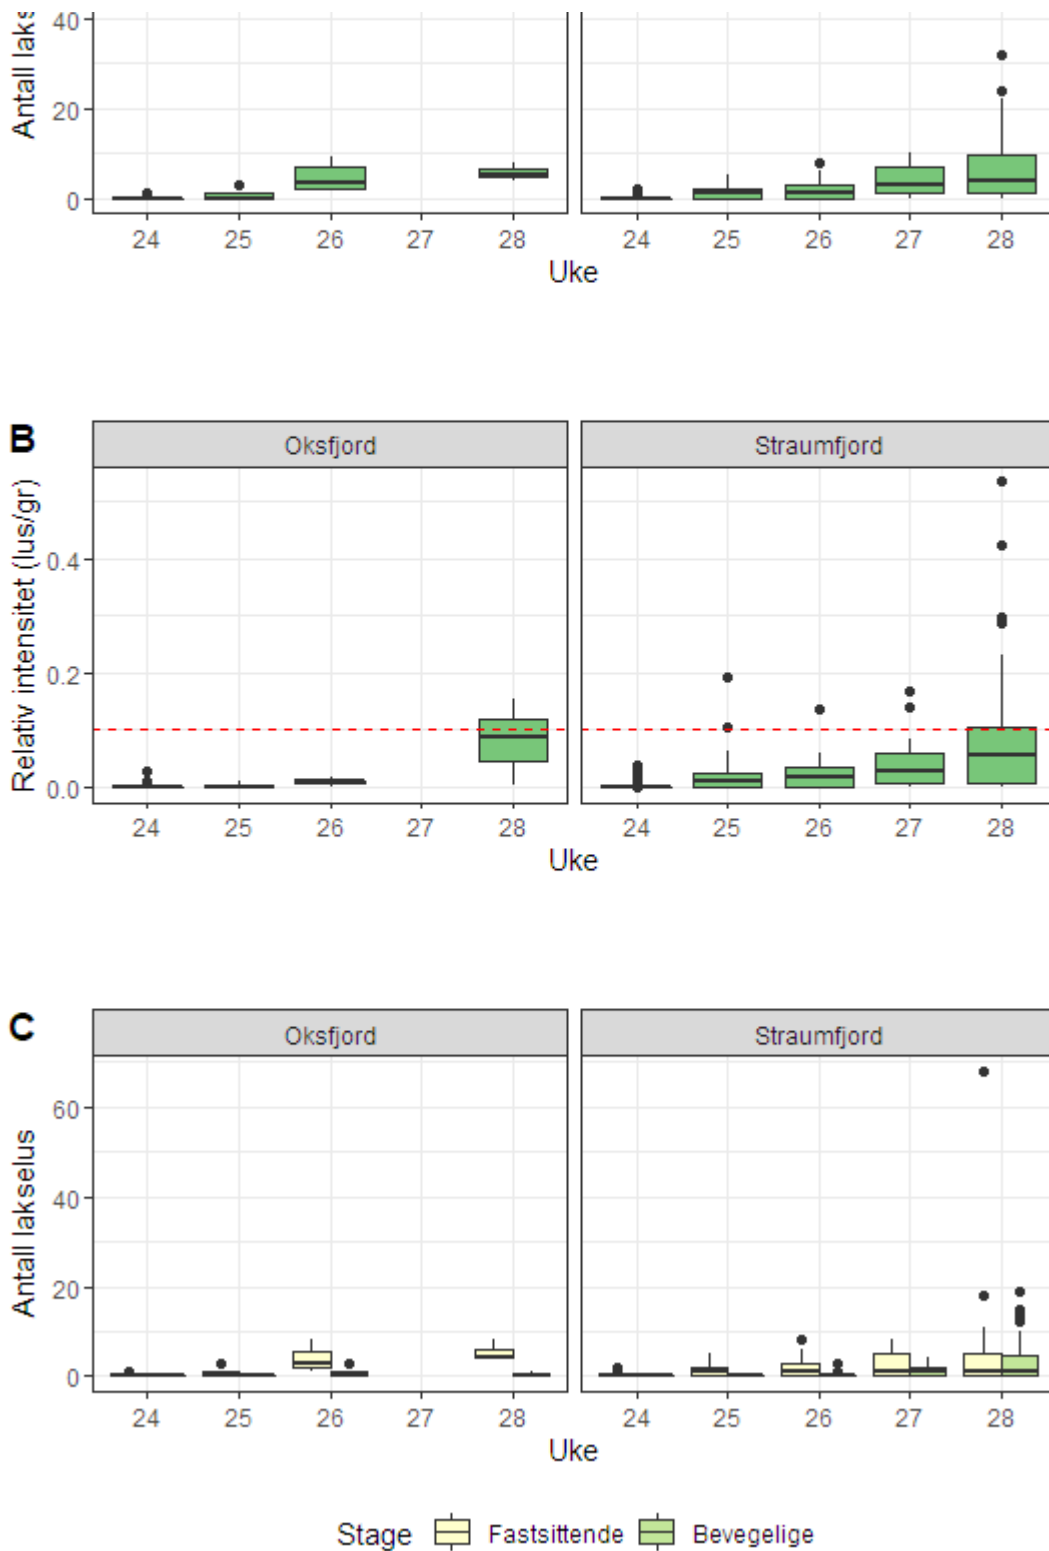 Antall laks
40
20
0
24 25 26 27 28 24 25 26 27 28
Uke
B
Oksfjord Straumfjord
Relativ intensitet (lus/gr)
0.4
0.2
0.0
24 25 26 27 28 24 25 26 27 28
Uke
C
Oksfjord Straumfjord
Antall lakselus
60
40
20
0
24 25 26 27 28 24 25 26 27 28
Uke
Stage Fastsittende Bevegelige